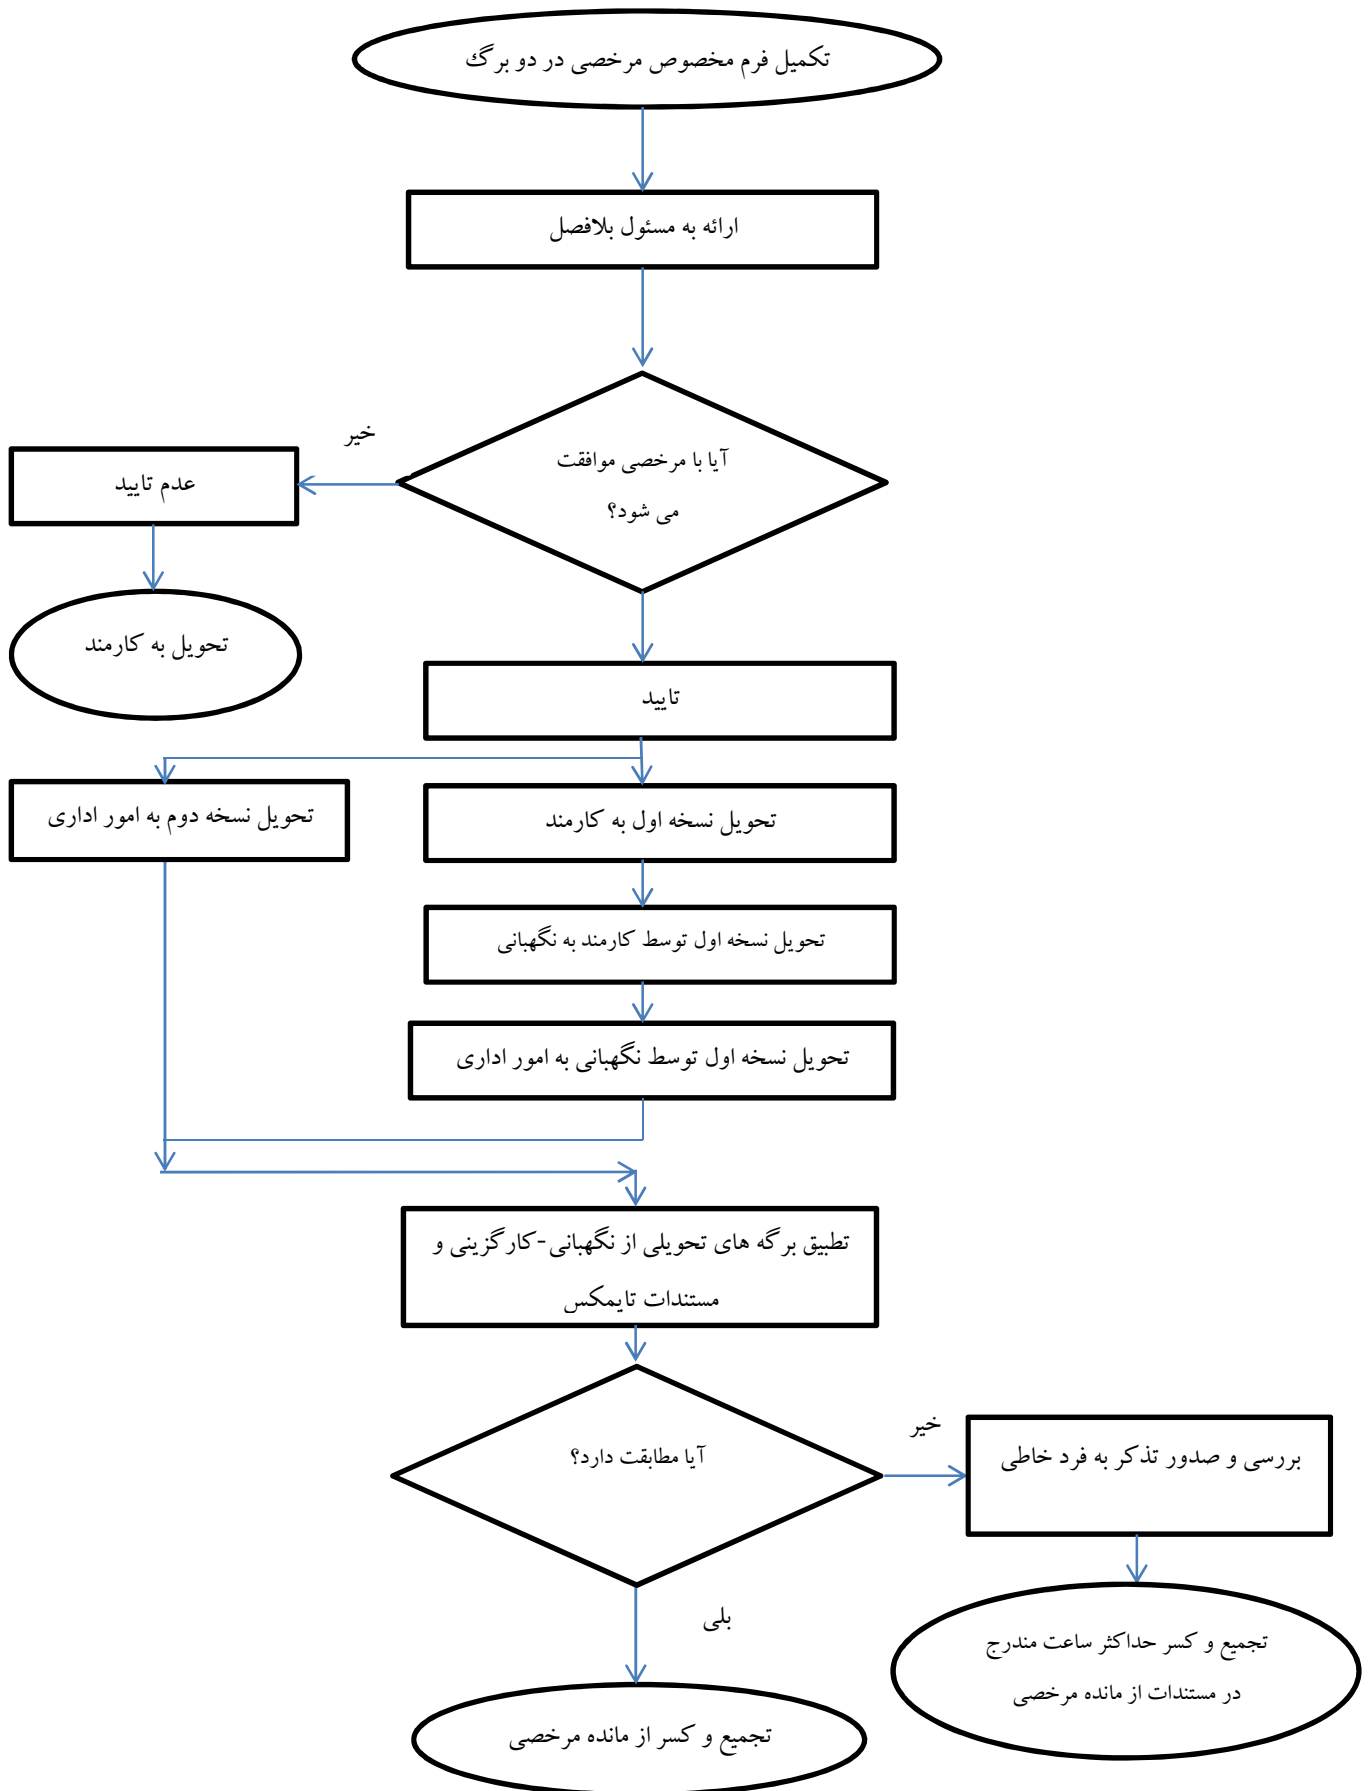 تکمیل فرم مخصوص مرخصی در دو برگ
ارائه به مسئول بلافصل
آیا با مرخصی موافقت
می شود؟
خیر
عدم تایید
تحویل به کارمند
تایید
تحویل نسخه دوم به امور اداری
تحویل نسخه اول به کارمند
تحویل نسخه اول توسط کارمند به نگهبانی
تحویل نسخه اول توسط نگهبانی به امور اداری
تطبیق برگه های تحویلی از نگهبانی-کارگزینی و
مستندات تایمکس
آیا مطابقت دارد؟
خیر
بررسی و صدور تذکر به فرد خاطی
تجمیع و کسر حداکثر ساعت مندرج
در مستندات از مانده مرخصی
بلی
تجمیع و کسر از مانده مرخصی